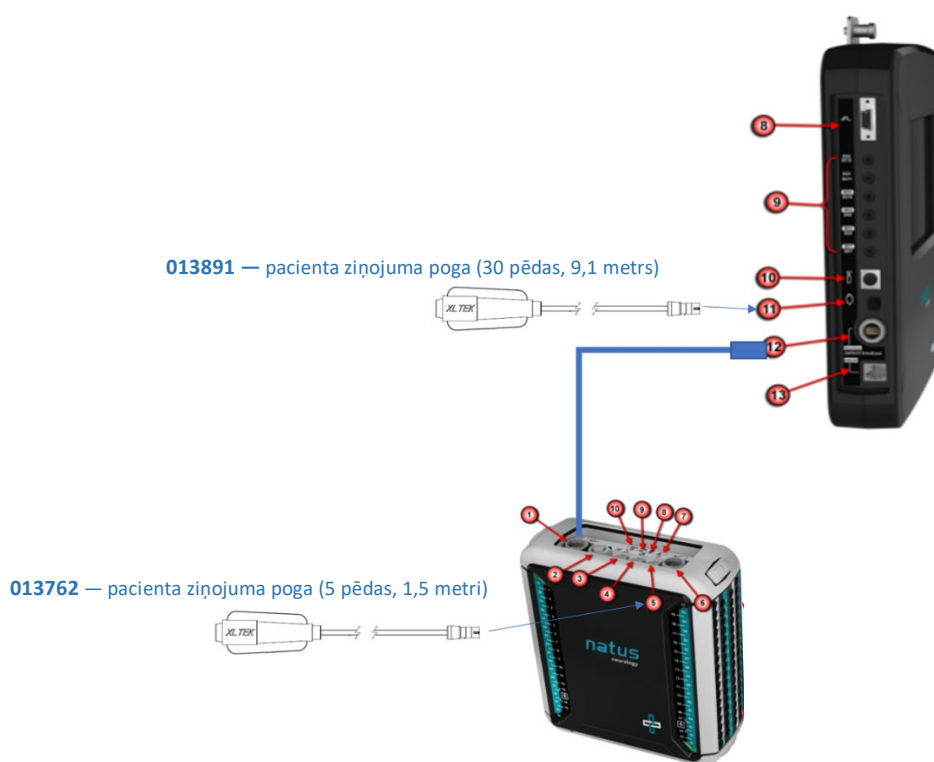 8
9
013891 — pacienta ziņojuma poga (30 pēdas, 9,1 metrs)
10
XLTEK
11
12
13
1
10
9
8
7
2
3
4
5
6
013762 — pacienta ziņojuma poga (5 pēdas, 1,5 metri)
XLTEK
natus
neurology